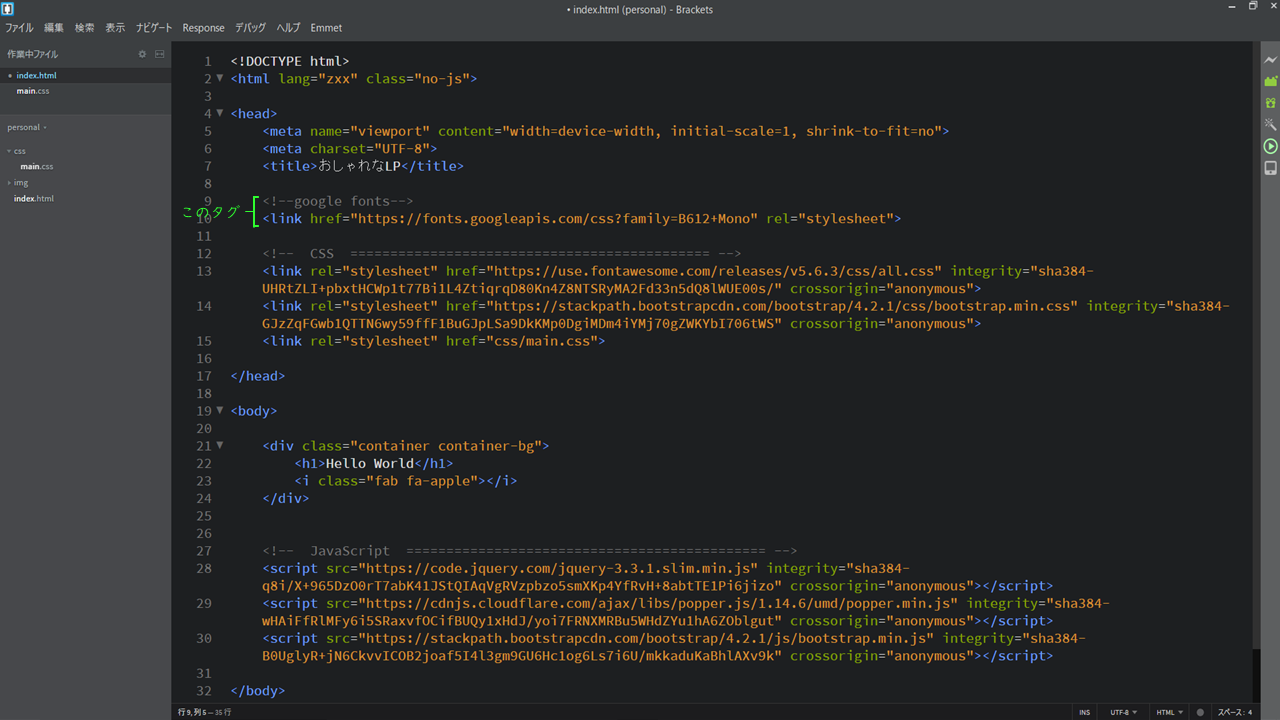 • index.html (personal) - Brackets
ファイル 編集 検索 表示 ナビゲート Response デバッグ ヘルプ Emmet
作業中ファイル
• index.html
main.css
personal
css
main.css
img
index.html
このタグ
1 <!DOCTYPE html>
2 <html lang="zxx" class="no-js">
3
4 <head>
5 <meta name="viewport" content="width=device-width, initial-scale=1, shrink-to-fit=no">
6 <meta charset="UTF-8">
7 <title>おしゃれなLP</title>
8
9 <!--google fonts-->
10 <link href="https://fonts.googleapis.com/css?family=B612+Mono" rel="stylesheet">
11
12 <!--  CSS  ============================================= -->
13 <link rel="stylesheet" href="https://use.fontawesome.com/releases/v5.6.3/css/all.css" integrity="sha384-
UHRtZLI+pbxtHCWp1t77Bi1L4ZtiqrqD80Kn4Z8NTSRyMA2Fd33n5dQ8lWUE00s/" crossorigin="anonymous">
14 <link rel="stylesheet" href="https://stackpath.bootstrapcdn.com/bootstrap/4.2.1/css/bootstrap.min.css" integrity="sha384-
GJzZqFGwb1QTTN6wy59ffF1BuGJpLSa9DkKMp0DgiMDm4iYMj70gZWKYbI706tWS" crossorigin="anonymous">
15 <link rel="stylesheet" href="css/main.css">
16
17 </head>
18
19 <body>
20
21 <div class="container container-bg">
22 <h1>Hello World</h1>
23 <i class="fab fa-apple"></i>
24 </div>
25
26
27 <!--  JavaScript  ============================================= -->
28 <script src="https://code.jquery.com/jquery-3.3.1.slim.min.js" integrity="sha384-
q8i/X+965DzO0rT7abK41JStQIAqVgRVzpbzo5smXKp4YfRvH+8abtTE1Pi6jizo" crossorigin="anonymous"></script>
29 <script src="https://cdnjs.cloudflare.com/ajax/libs/popper.js/1.14.6/umd/popper.min.js" integrity="sha384-
wHAiFfRlMFy6i5SRaxvfOCifBUQy1xHdJ/yoi7FRNXMRBu5WHdZYu1hA6ZOblgut" crossorigin="anonymous"></script>
30 <script src="https://stackpath.bootstrapcdn.com/bootstrap/4.2.1/js/bootstrap.min.js" integrity="sha384-
B0UglyR+jN6CkvvICOB2joaf5I4l3gm9GU6Hc1og6Ls7i6U/mkkaduKaBhlAXv9k" crossorigin="anonymous"></script>
31
32 </body>
行 9, 列 5 — 35 行 INS UTF-8 HTML スペース: 4